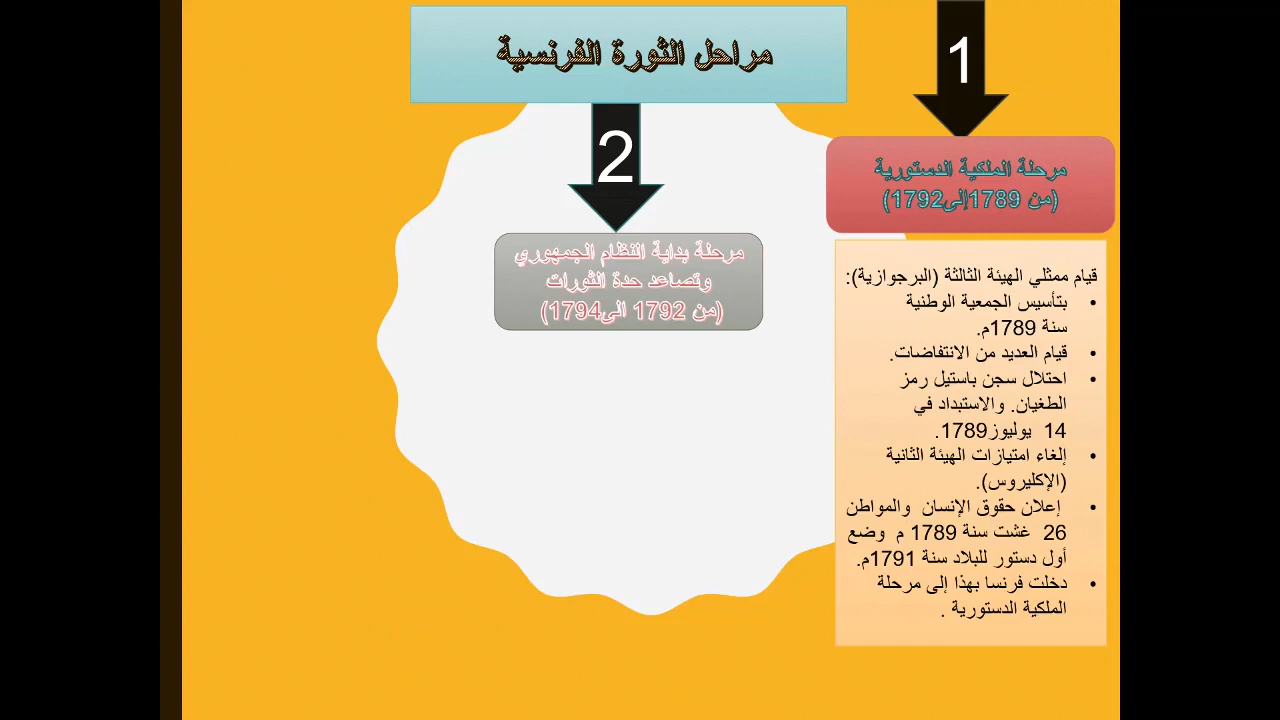 مراحل الثورة الفرنسية
1
مرحلة الملكية الدستورية
(من 1789إلى1792)
قيام ممثلي الهيئة الثالثة (البرجوازية):
• بتأسيس الجمعية الوطنية
سنة 1789م.
• قيام العديد من الانتفاضات.
• احتلال سجن باستيل رمز
الطغيان. والاستبداد في
14 يوليوز1789.
• إلغاء امتيازات الهيئة الثانية
(الإكليروس).
• إعلان حقوق الإنسان والمواطن
26 غشت سنة 1789 م وضع
أول دستور للبلاد سنة 1791م.
• دخلت فرنسا بهذا إلى مرحلة
الملكية الدستورية .
2
مرحلة بداية النظام الجمهوري
وتصاعد حدة الثورات
(من 1792 الى1794)